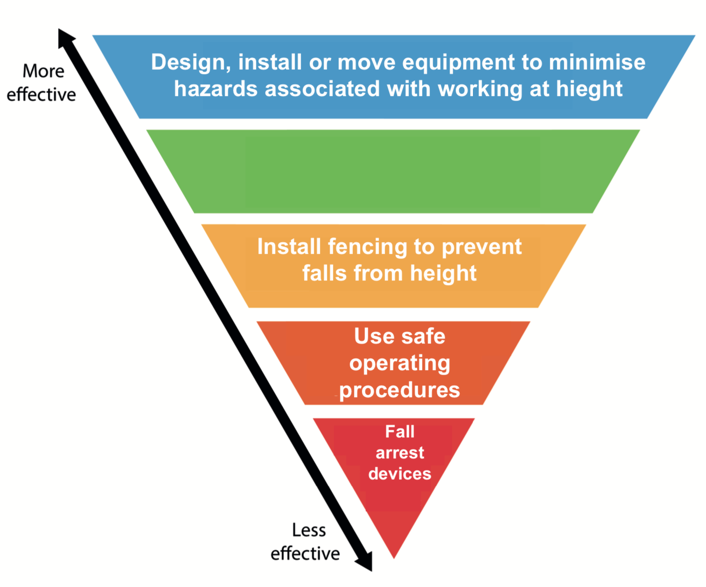 More
effective
Design, install or move equipment to minimise
hazards associated with working at hieght
Install fencing to prevent
falls from height
Use safe
operating
procedures
Fall
arrest
devices
Less
effective